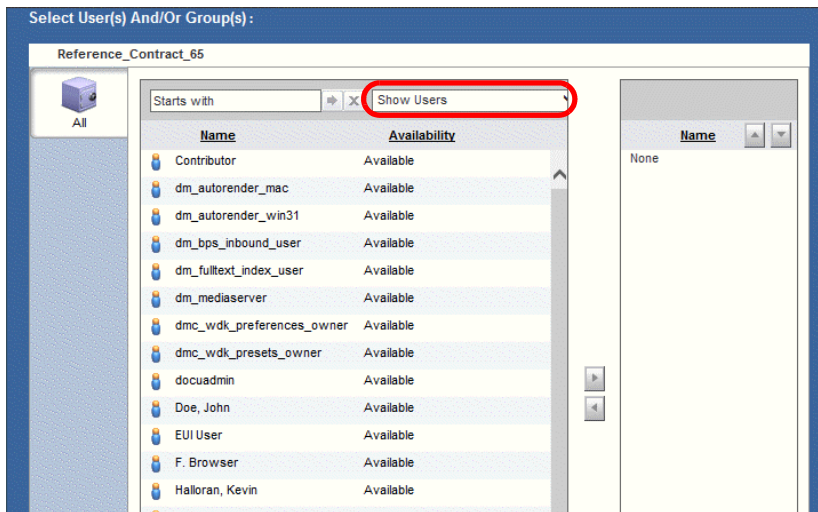 Select User(s) And/Or Group(s) :
Reference_Contract_65
All
Starts with
Show Users
Name Availability
Contributor Available
dm_autorender_mac Available
dm_autorender_win31 Available
dm_bps_inbound_user Available
dm_fulltext_index_user Available
dm_mediaserver Available
dmc_wdk_preferences_owner Available
dmc_wdk_presets_owner Available
docuadmin Available
Doe, John Available
EUI User Available
F. Browser Available
Halloran, Kevin Available
Name
None